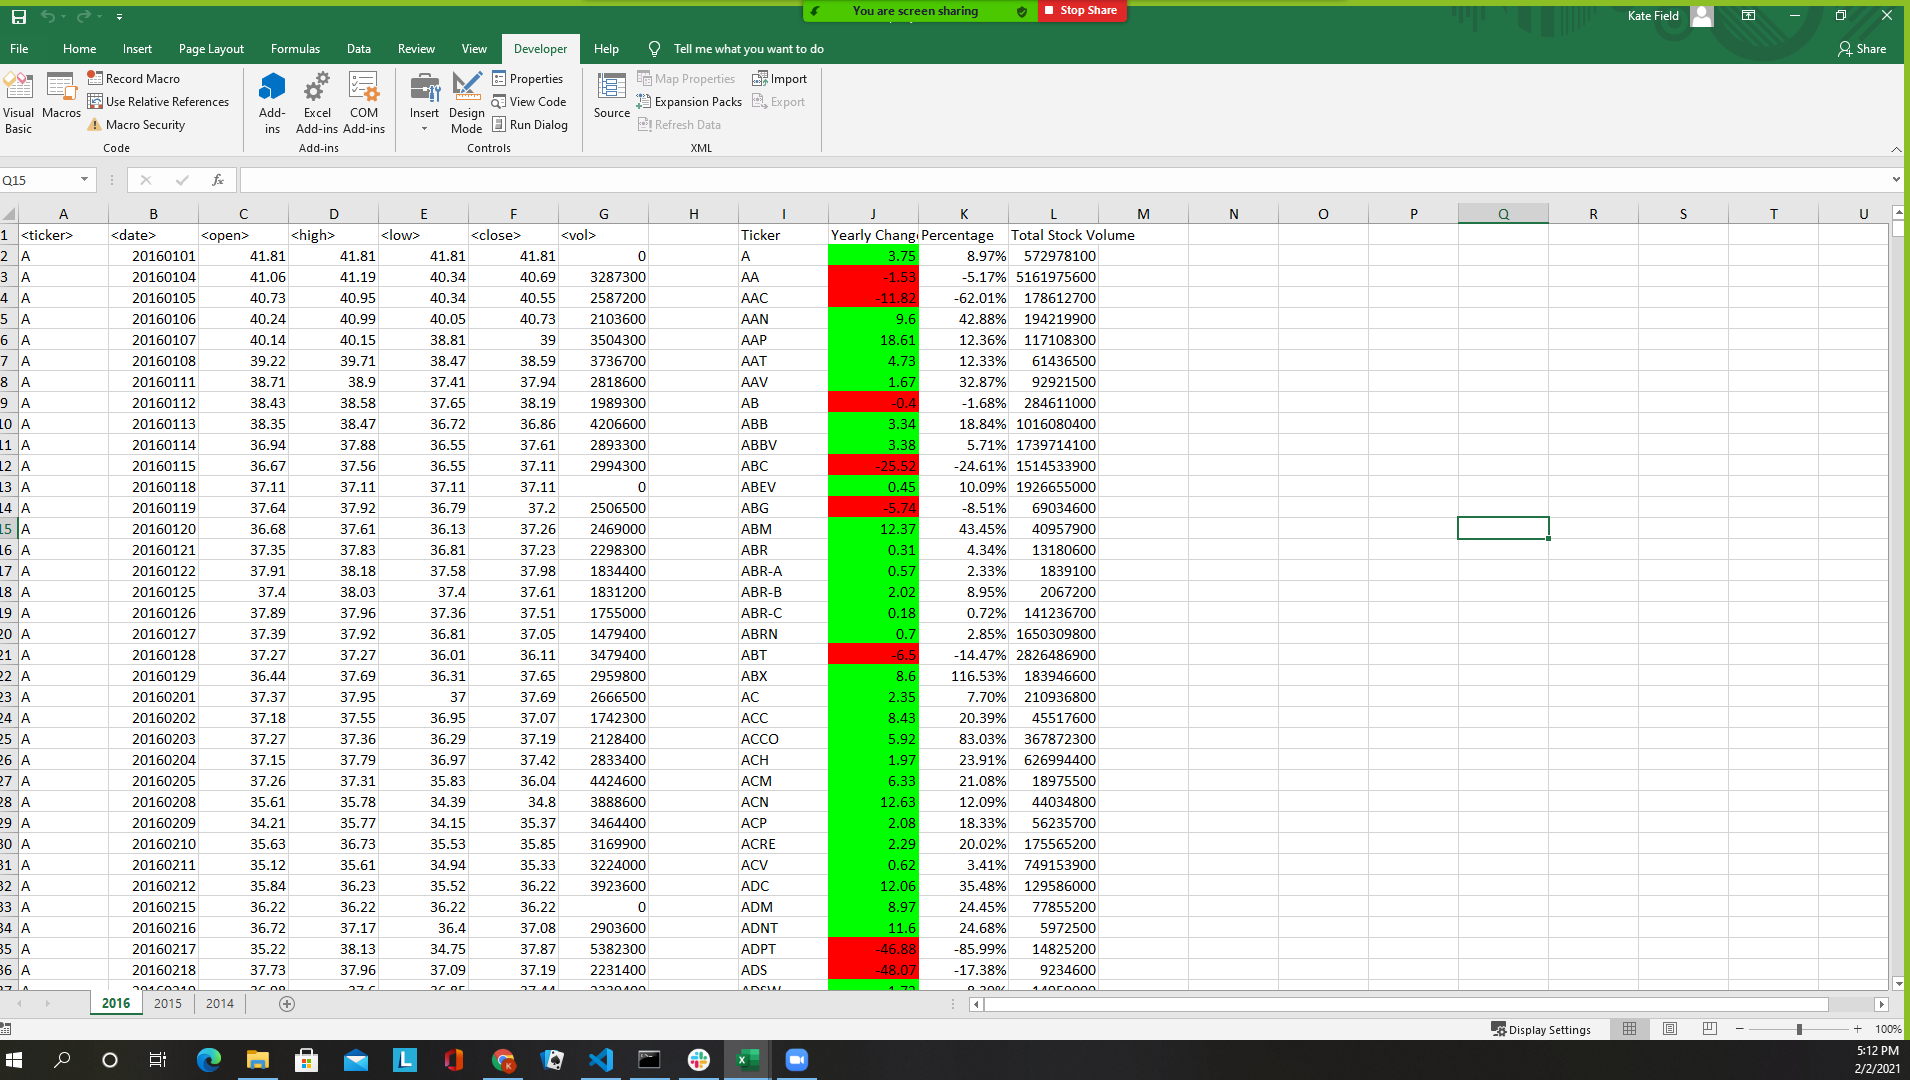 You are screen sharing Stop Share
Kate Field
File Home Insert Page Layout Formulas Data Review View Developer Help Tell me what you want to do Share
Visual Basic
Macros
Record Macro
Use Relative References
Macro Security
Code
Add-ins
Excel Add-ins
COM Add-ins
Add-ins
Insert
Design Mode
Properties
View Code
Run Dialog
Controls
Source
Map Properties
Expansion Packs
Refresh Data
Import
Export
XML
Q15 fx
A B C D E F G H I J K L M N O P Q R S T U
1 <ticker> <date> <open> <high> <low> <close> <vol> Ticker Yearly Chang Percentage Total Stock Volume
2 A 20160101 41.81 41.81 41.81 41.81 0 A 3.75 8.97% 572978100
3 A 20160104 41.06 41.19 40.34 40.69 3287300 AA -1.53 -5.17% 5161975600
4 A 20160105 40.73 40.95 40.34 40.55 2587200 AAC -11.82 -62.01% 178612700
5 A 20160106 40.24 40.99 40.05 40.73 2103600 AAN 9.6 42.88% 194219900
6 A 20160107 40.14 40.15 38.81 39 3504300 AAP 18.61 12.36% 117108300
7 A 20160108 39.22 39.71 38.47 38.59 3736700 AAT 4.73 12.33% 61436500
8 A 20160111 38.71 38.9 37.41 37.94 2818600 AAV 1.67 32.87% 92921500
9 A 20160112 38.43 38.58 37.65 38.19 1989300 AB -0.4 -1.68% 284611000
10 A 20160113 38.35 38.47 36.72 36.86 4206600 ABB 3.34 18.84% 1016080400
11 A 20160114 36.94 37.88 36.55 37.61 2893300 ABBV 3.38 5.71% 1739714100
12 A 20160115 36.67 37.56 36.55 37.11 2994300 ABC -25.52 -24.61% 1514533900
13 A 20160118 37.11 37.11 37.11 37.11 0 ABEV 0.45 10.09% 1926655000
14 A 20160119 37.64 37.92 36.79 37.2 2506500 ABG -5.74 -8.51% 69034600
15 A 20160120 36.68 37.61 36.13 37.26 2469000 ABM 12.37 43.45% 40957900
16 A 20160121 37.35 37.83 36.81 37.23 2298300 ABR 0.31 4.34% 13180600
17 A 20160122 37.91 38.18 37.58 37.98 1834400 ABR-A 0.57 2.33% 1839100
18 A 20160125 37.4 38.03 37.4 37.61 1831200 ABR-B 2.02 8.95% 2067200
19 A 20160126 37.89 37.96 37.36 37.51 1755000 ABR-C 0.18 0.72% 141236700
20 A 20160127 37.39 37.92 36.81 37.05 1479400 ABRN 0.7 2.85% 1650309800
21 A 20160128 37.27 37.27 36.01 36.11 3479400 ABT -6.5 -14.47% 2826486900
22 A 20160129 36.44 37.69 36.31 37.65 2959800 ABX 8.6 116.53% 183946600
23 A 20160201 37.37 37.95 37 37.69 2666500 AC 2.35 7.70% 210936800
24 A 20160202 37.18 37.55 36.95 37.07 1742300 ACC 8.43 20.39% 45517600
25 A 20160203 37.27 37.36 36.29 37.19 2128400 ACCO 5.92 83.03% 367872300
26 A 20160204 37.15 37.79 36.97 37.42 2833400 ACH 1.97 23.91% 626994400
27 A 20160205 37.26 37.31 35.83 36.04 4424600 ACM 6.33 21.08% 18975500
28 A 20160208 35.61 35.78 34.39 34.8 3888600 ACN 12.63 12.09% 44034800
29 A 20160209 34.21 35.77 34.15 35.37 3464400 ACP 2.08 18.33% 56235700
30 A 20160210 35.63 36.73 35.53 35.85 3169900 ACRE 2.29 20.02% 175565200
31 A 20160211 35.12 35.61 34.94 35.33 3224000 ACV 0.62 3.41% 749153900
32 A 20160212 35.84 36.23 35.52 36.22 3923600 ADC 12.06 35.48% 129586000
33 A 20160215 36.22 36.22 36.22 36.22 0 ADM 8.97 24.45% 77855200
34 A 20160216 36.72 37.17 36.4 37.08 2903600 ADNT 11.6 24.68% 5972500
35 A 20160217 35.22 38.13 34.75 37.87 5382300 ADPT -46.88 -85.99% 14825200
36 A 20160218 37.73 37.96 37.09 37.19 2231400 ADS -48.07 -17.38% 9234600
2016 2015 2014
Display Settings 100%
5:12 PM
2/2/2021